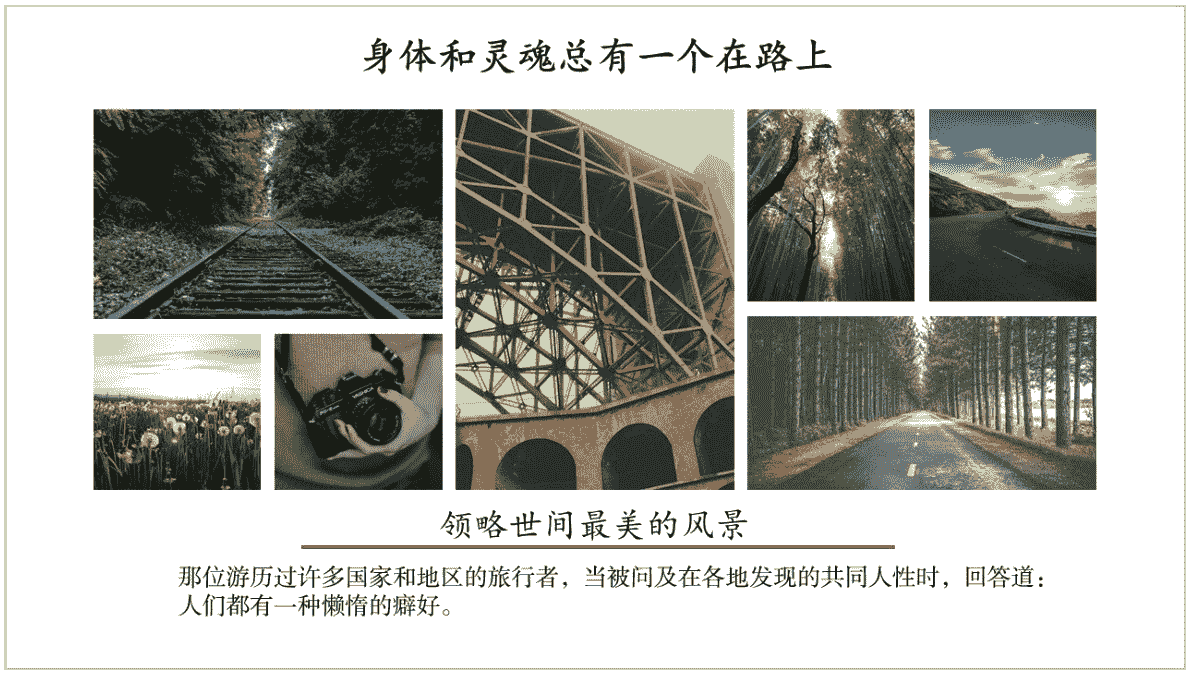 身体和灵魂总有一个在路上
领略世间最美的风景
那位游历过许多国家和地区的旅行者，当被问及在各地发现的共同人性时，回答道：
人们都有一种懒惰的癖好。